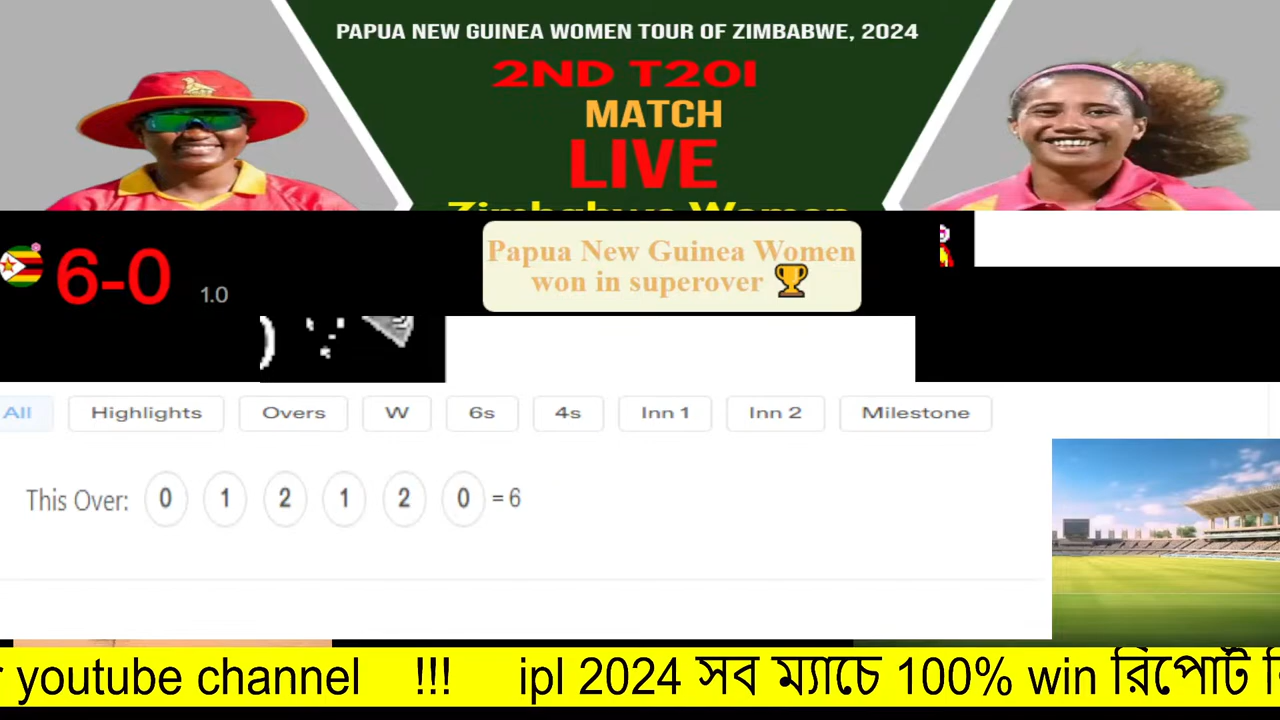 PAPUA NEW GUINEA WOMEN TOUR OF ZIMBABWE, 2024
2ND T20I
MATCH
LIVE
Zimbabwe Women
6-0 1.0
Papua New Guinea Women
won in superover
All Highlights Overs W 6s 4s Inn 1 Inn 2 Milestone
This Over: 0 1 2 1 2 0 = 6
youtube channel !!! ipl 2024 সব ম্যাচে 100% win রিপোর্ট